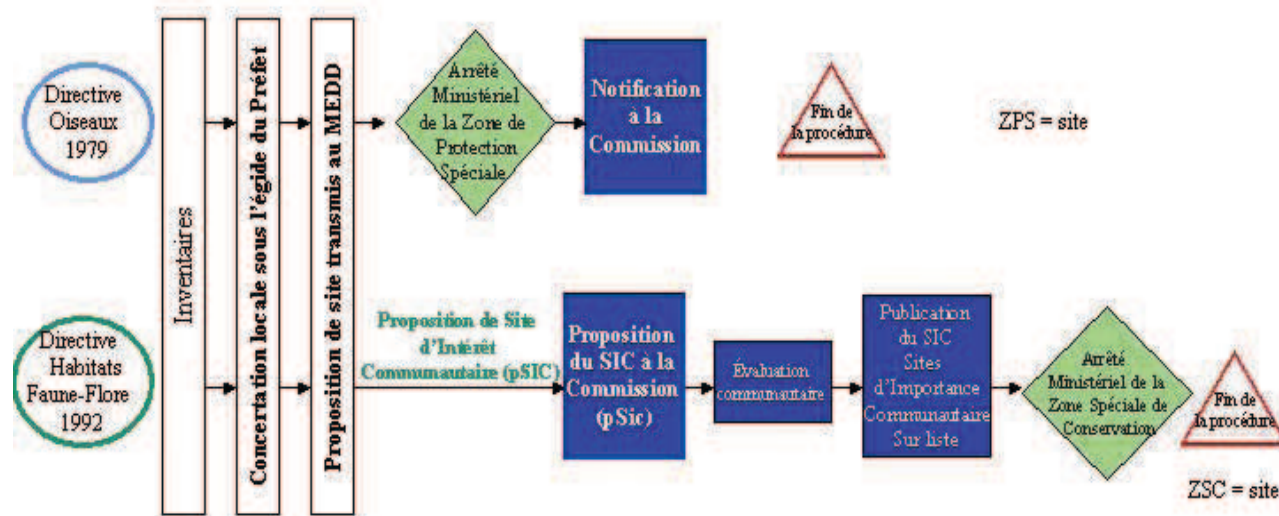 Directive
Oiseaux
1979
Directive
Habitats
Faune-Flore
1992
Inventaires
Concertation locale sous l'égide du Préfet
Proposition de site transmis au MEDD
Arrêté
Ministériel
de la Zone de
Protection
Spéciale
Notification
à la
Commission
Fin de
la procédure
ZPS = site
Proposition de Site
d'Intérêt
Communautaire (pSIC)
Proposition
du SIC à la
Commission
(pSic)
Évaluation
communautaire
Publication
du SIC
Sites
d'Importance
Communautaire
Sur liste
Arrêté
Ministériel de la
Zone Spéciale de
Conservation
Fin de
la procédure
ZSC = site